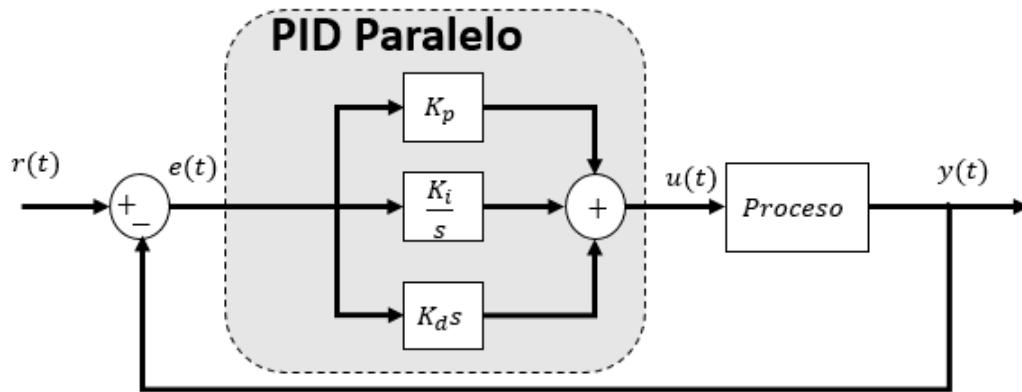 PID Paralelo
r(t)
+
−
e(t)
K_p
K_i
s
K_d s
+
u(t)
Proceso
y(t)